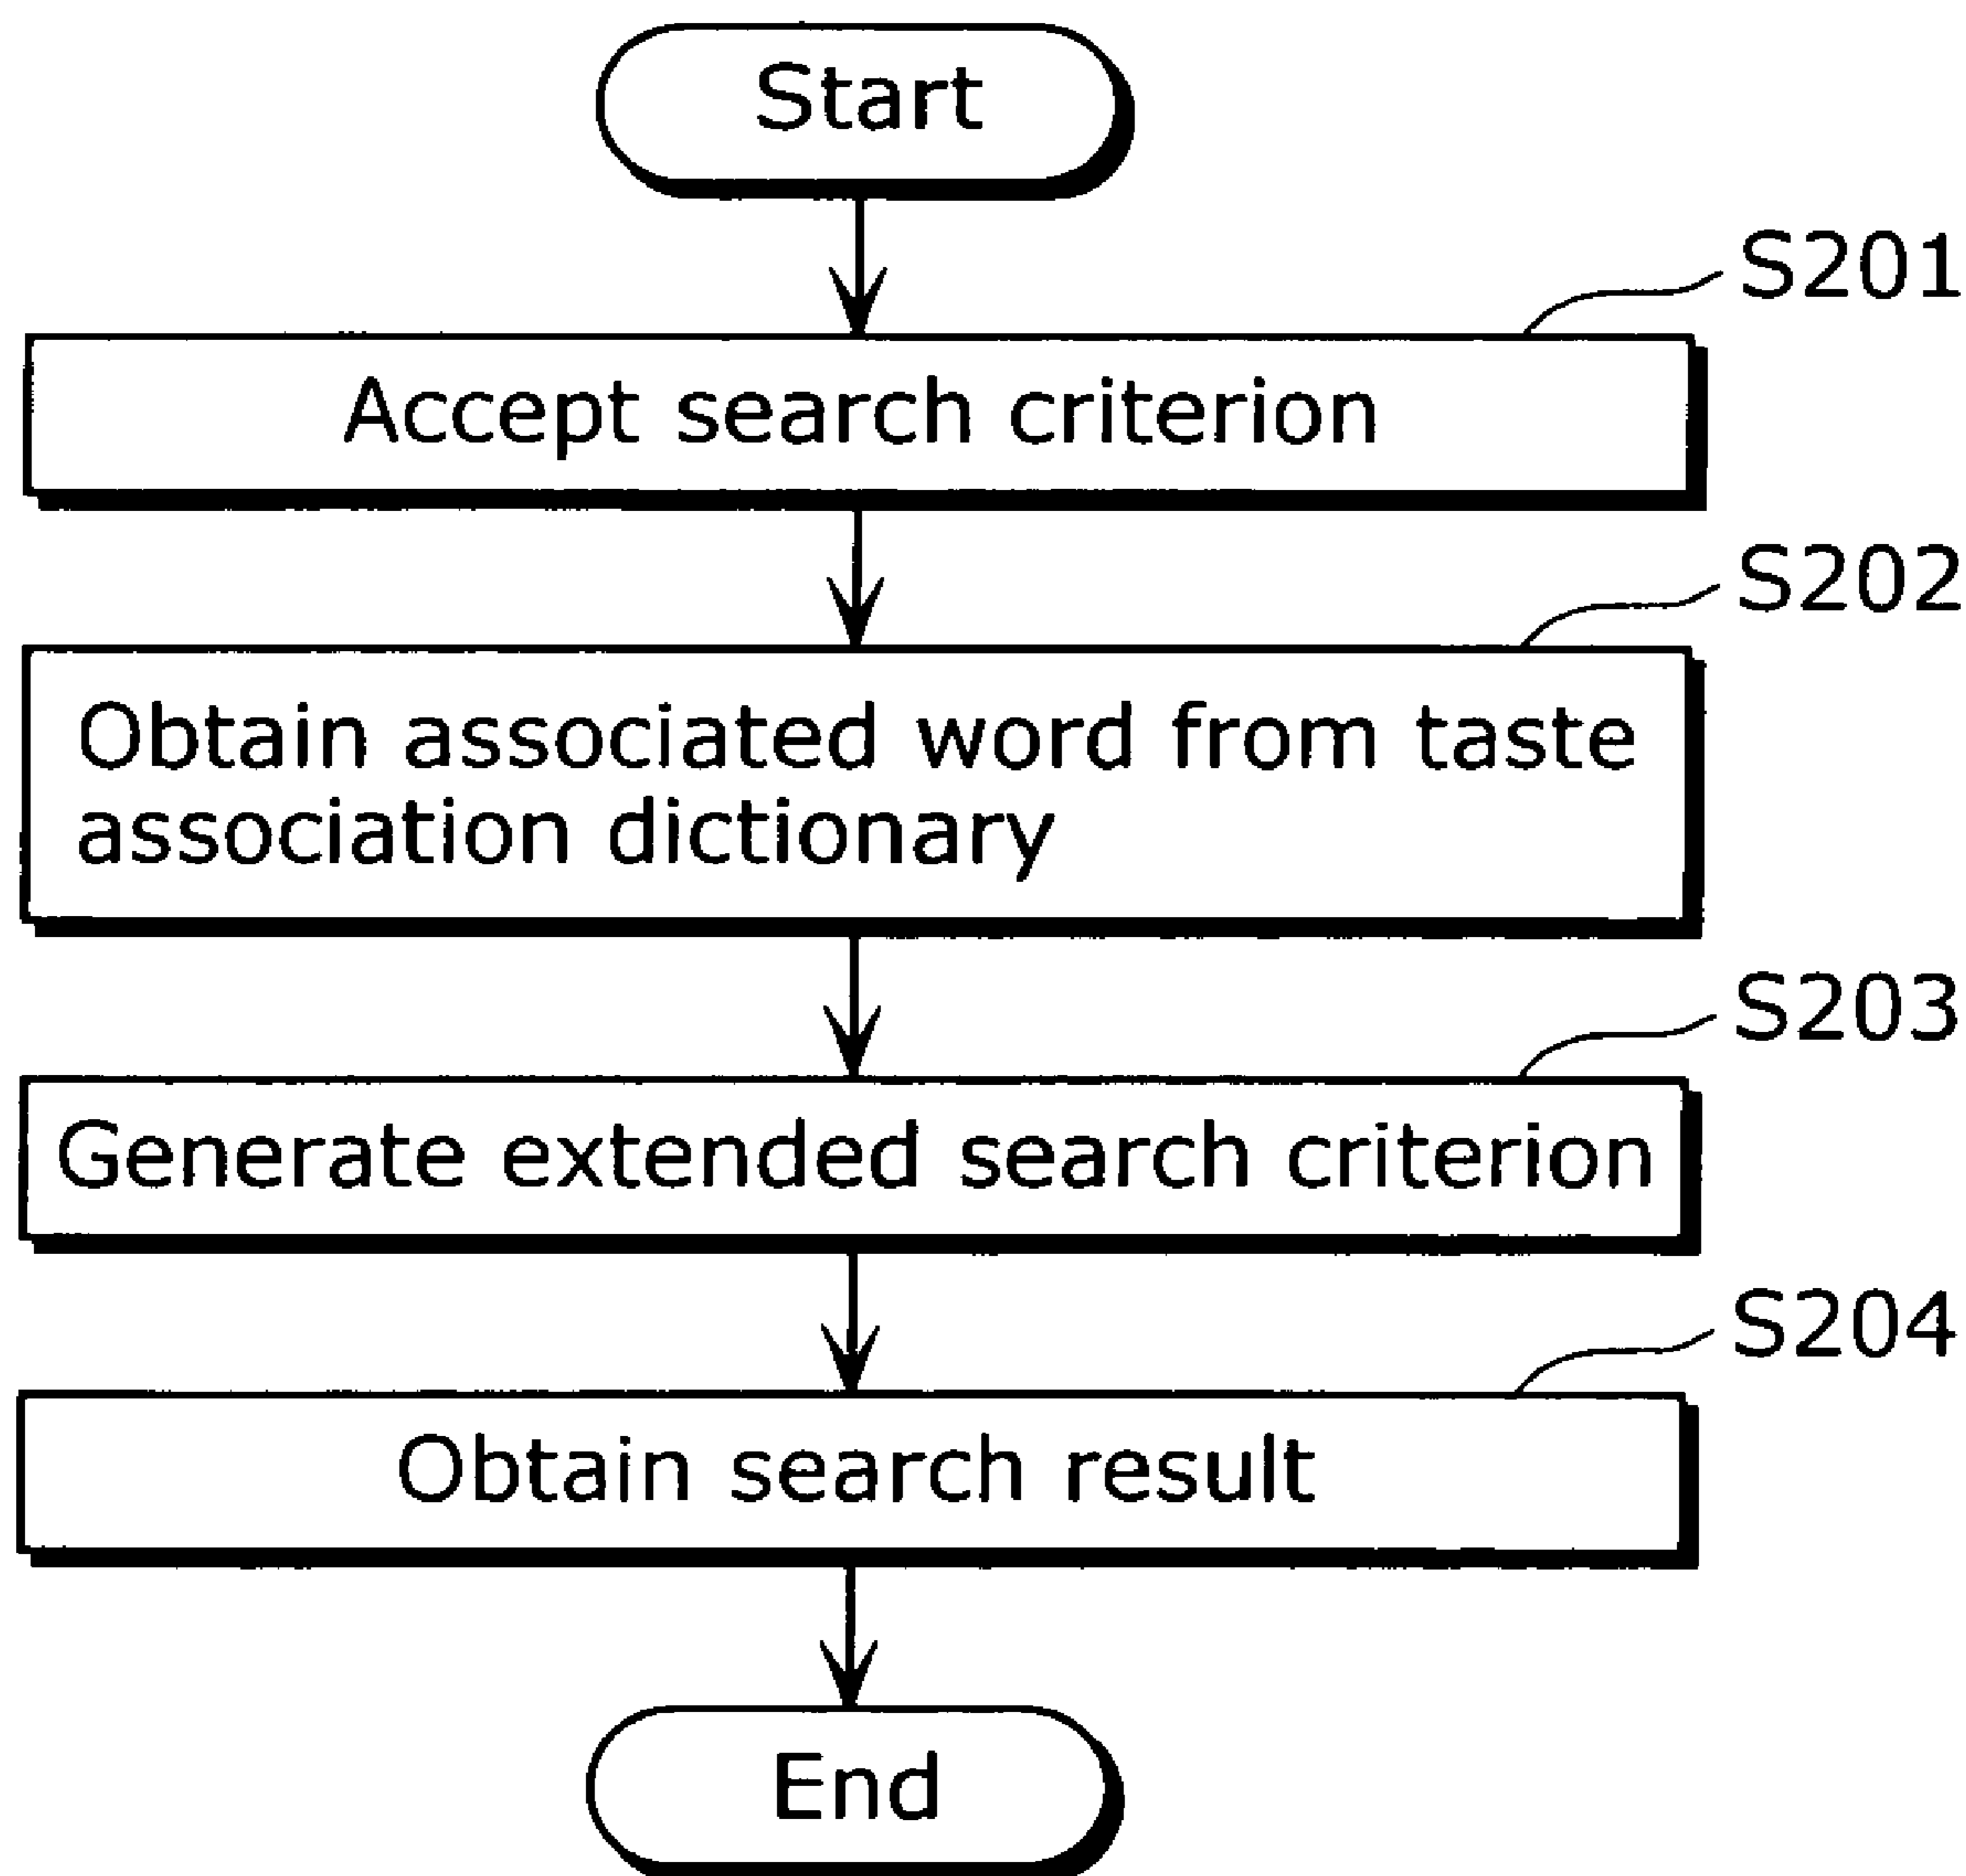 Start
S201
Accept search criterion
S202
Obtain associated word from taste
association dictionary
S203
Generate extended search criterion
S204
Obtain search result
End